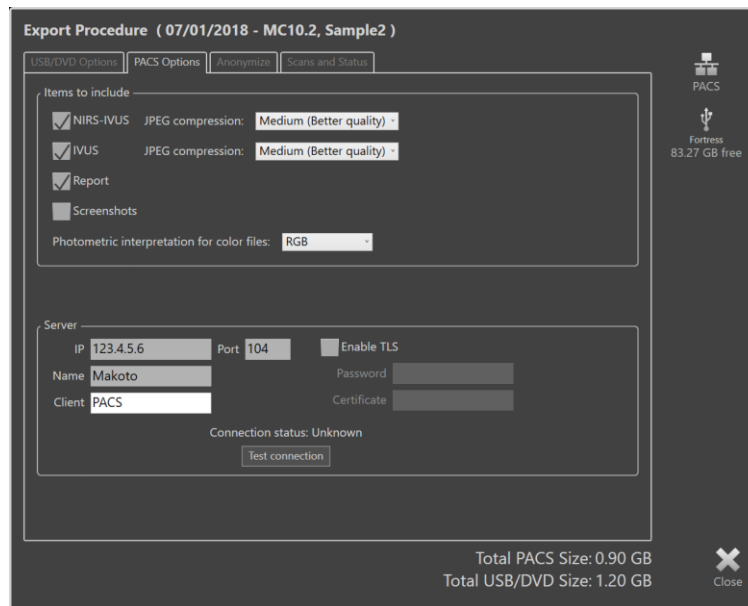 Export Procedure ( 07/01/2018 - MC10.2, Sample2 )
USB/DVD Options PACS Options Anonymize Scans and Status
PACS
Fortress
83.27 GB free
Items to include
NIRS-IVUS JPEG compression: Medium (Better quality)
IVUS JPEG compression: Medium (Better quality)
Report
Screenshots
Photometric interpretation for color files: RGB
Server
IP 123.4.5.6 Port 104 Enable TLS
Name Makoto Password
Client PACS Certificate
Connection status: Unknown
Test connection
Total PACS Size: 0.90 GB
Total USB/DVD Size: 1.20 GB
Close